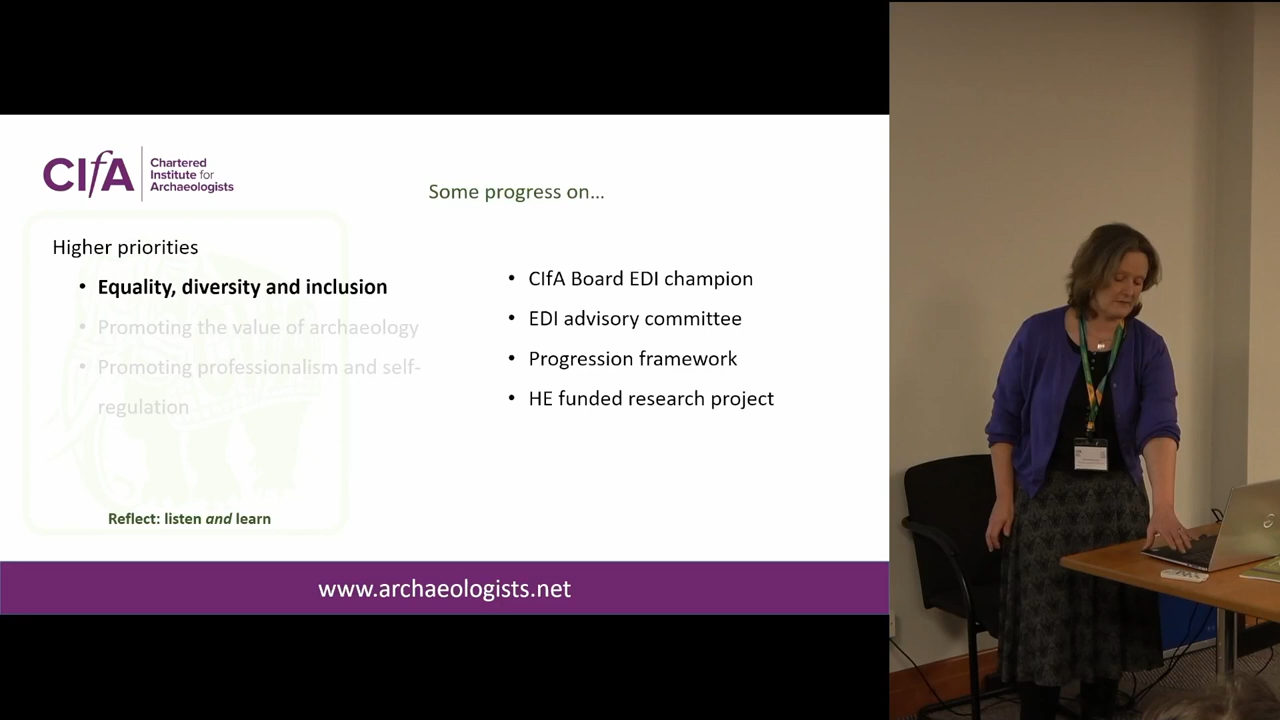 CIfA
Chartered
Institute for
Archaeologists
Some progress on...
Higher priorities
• Equality, diversity and inclusion
• Promoting the value of archaeology
• Promoting professionalism and self-
regulation
• CIfA Board EDI champion
• EDI advisory committee
• Progression framework
• HE funded research project
Reflect: listen and learn
www.archaeologists.net